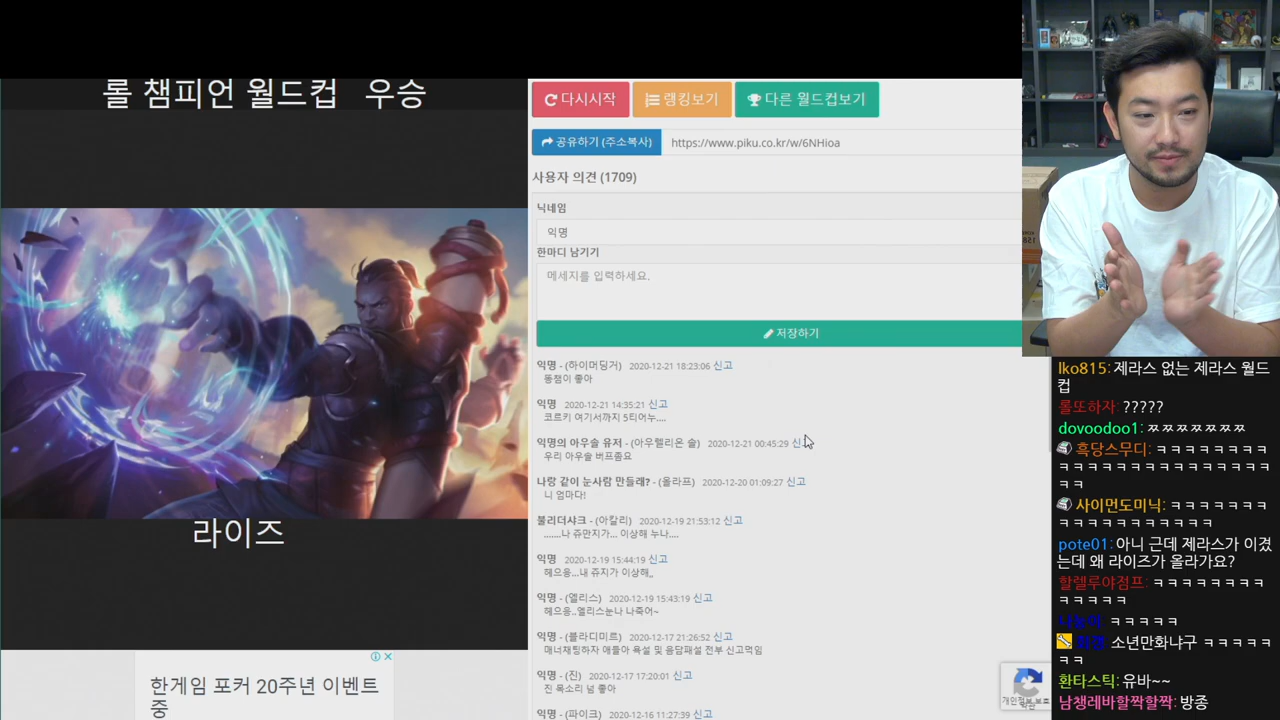 롤 챔피언 월드컵 우승
라이즈
한게임 포커 20주년 이벤트
중
다시시작
랭킹보기
다른 월드컵보기
공유하기 (주소복사)
https://www.piku.co.kr/w/6NHioa
사용자 의견 (1709)
닉네임
익명
한마디 남기기
메세지를 입력하세요.
저장하기
익명 - (하이머딩거) 2020-12-21 18:23:06 신고
똥챔이 좋아
익명 2020-12-21 14:35:21 신고
코르키 여기서까지 5티어누....
익명의 아우솔 유저 - (아우렐리온 솔) 2020-12-21 00:45:29 신고
우리 아우솔 버프좀요
나랑 같이 눈사람 만들래? - (올라프) 2020-12-20 01:09:27 신고
니 엄마다!
불리더샤크 - (아칼리) 2020-12-19 21:53:12 신고
.......나 쥬만지가... 이상해 누나....
익명 2020-12-19 15:44:19 신고
헤으응...내 쥬지가 이상해,,
익명 - (엘리스) 2020-12-19 15:43:19 신고
헤으응..엘리스눈나 나죽어~
익명 - (블라디미르) 2020-12-17 21:26:52 신고
매너채팅하자 애들아 욕설 및 음담패설 전부 신고먹임
익명 - (진) 2020-12-17 17:20:01 신고
진 목소리 넘 좋아
익명 - (파이크) 2020-12-16 11:27:39 신고
lko815: 제라스 없는 제라스 월드
컵
롤또하자: ?????
dovoodoo1: ㅉㅉㅉㅉㅉㅉㅉ
흑당스무디: ㅋㅋㅋㅋㅋㅋㅋㅋ
ㅋㅋㅋㅋㅋㅋㅋㅋㅋㅋㅋㅋㅋㅋㅋ
ㅋㅋ
사이먼도미닉: ㅋㅋㅋㅋㅋㅋㅋ
ㅋㅋㅋㅋㅋㅋㅋㅋㅋㅋㅋ
pote01: 아니 근데 제라스가 이겼
는데 왜 라이즈가 올라가요?
할렐루야점프: ㅋㅋㅋㅋㅋㅋㅋㅋ
ㅋㅋㅋㅋㅋ
ㅋㅋㅋㅋㅋ
소년만화냐구 ㅋㅋㅋㅋㅋ
ㅋㅋ
환타스틱: 유바~~
남챙레바할짝할짝: 방종